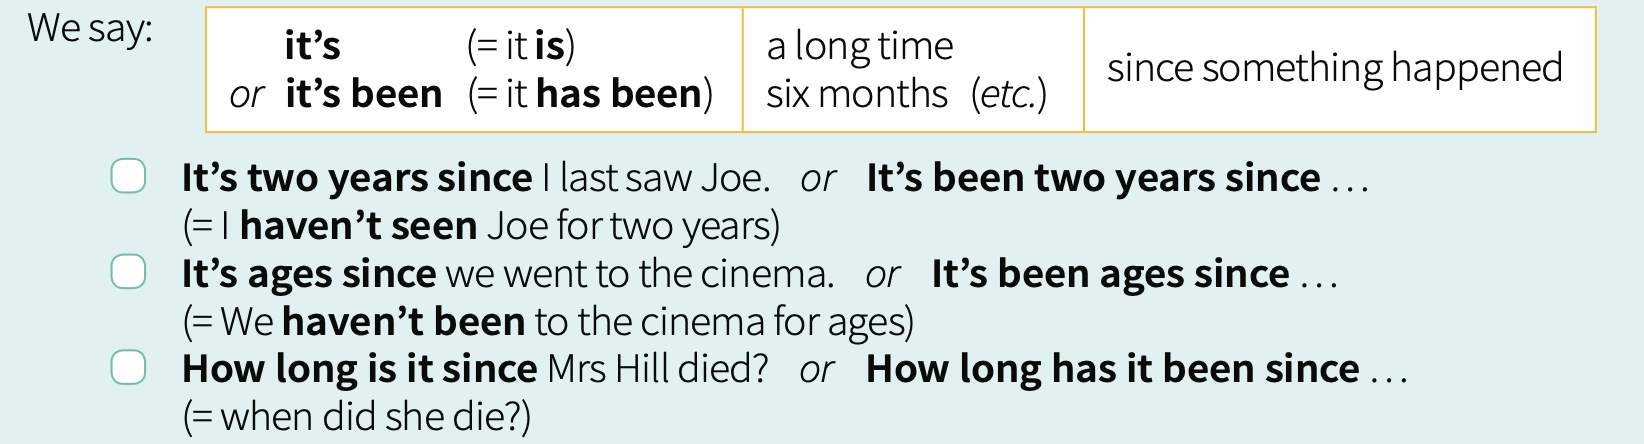 We say:
it's (= it is) a long time
or it's been (= it has been) six months (etc.)
since something happened
It's two years since I last saw Joe. or It's been two years since …
(= I haven't seen Joe for two years)
It's ages since we went to the cinema. or It's been ages since …
(= We haven't been to the cinema for ages)
How long is it since Mrs Hill died? or How long has it been since …
(= when did she die?)